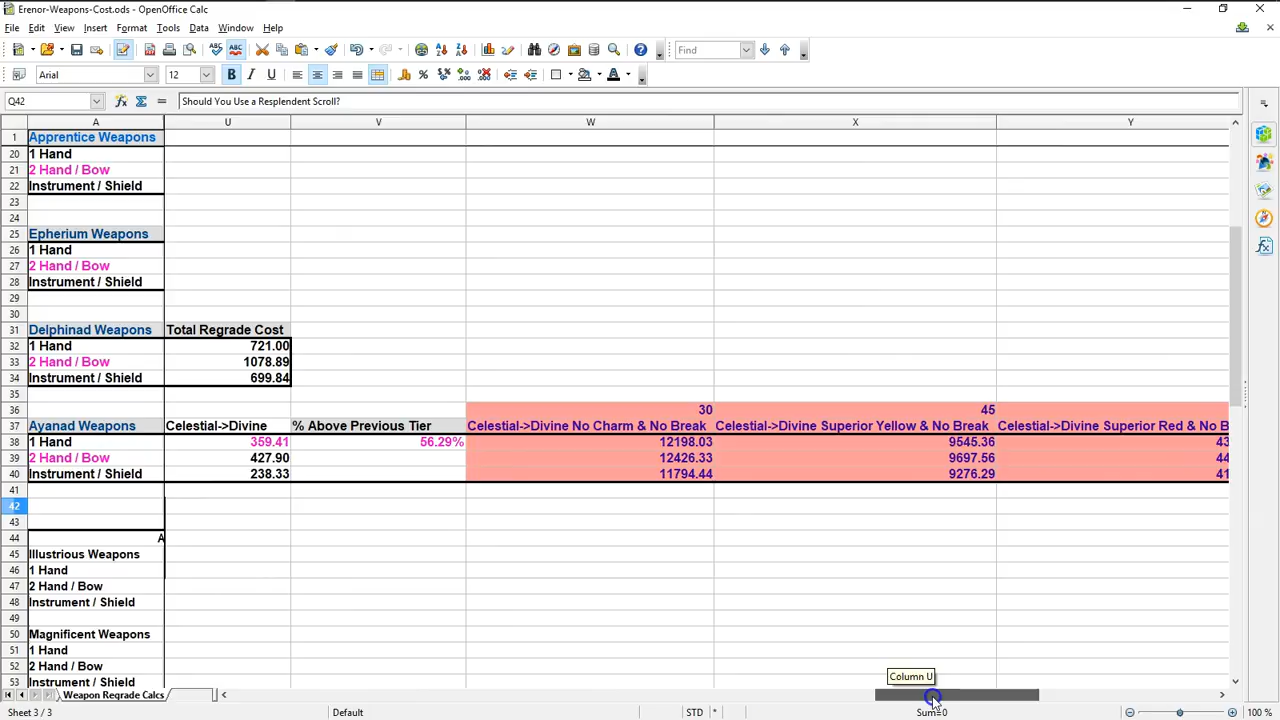 Erenor-Weapons-Cost.ods - OpenOffice Calc
File Edit View Insert Format Tools Data Window Help
Find
Arial 12
Q42 Should You Use a Resplendent Scroll?
A U V W X Y
1 Apprentice Weapons
20 1 Hand
21 2 Hand / Bow
22 Instrument / Shield
23
24
25 Epherium Weapons
26 1 Hand
27 2 Hand / Bow
28 Instrument / Shield
29
30
31 Delphinad Weapons Total Regrade Cost
32 1 Hand 721.00
33 2 Hand / Bow 1078.89
34 Instrument / Shield 699.84
35
36 30 45
37 Ayanad Weapons Celestial->Divine % Above Previous Tier Celestial->Divine No Charm & No Break Celestial->Divine Superior Yellow & No Break Celestial->Divine Superior Red & No B
38 1 Hand 359.41 56.29% 12198.03 9545.36 43
39 2 Hand / Bow 427.90 12426.33 9697.56 44
40 Instrument / Shield 238.33 11794.44 9276.29 41
41
42
43
44 A
45 Illustrious Weapons
46 1 Hand
47 2 Hand / Bow
48 Instrument / Shield
49
50 Magnificent Weapons
51 1 Hand
52 2 Hand / Bow
53 Instrument / Shield
Column U
Weapon Regrade Calcs
Sheet 3 / 3 Default STD * Sum=0 100 %